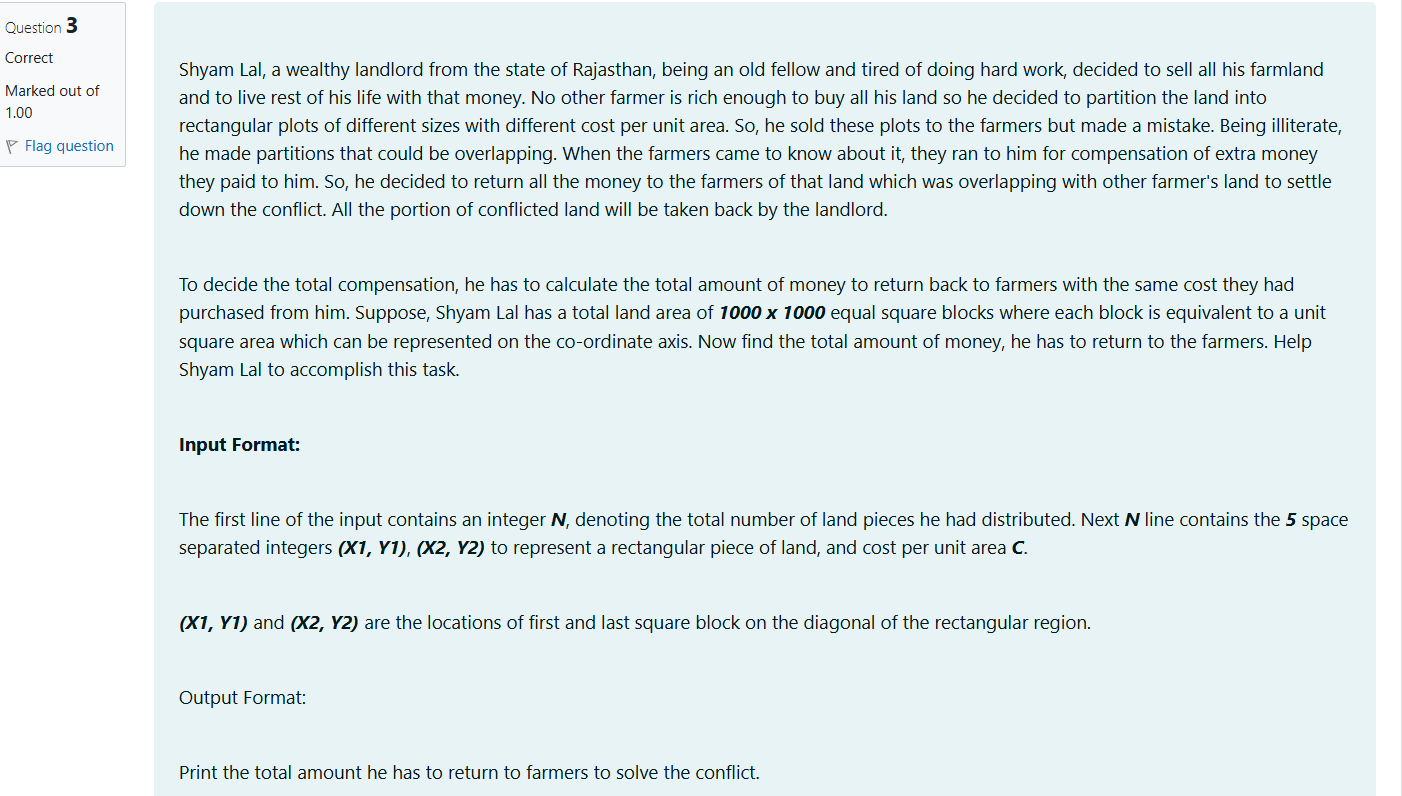 Question 3
Correct
Marked out of
1.00
Flag question
Shyam Lal, a wealthy landlord from the state of Rajasthan, being an old fellow and tired of doing hard work, decided to sell all his farmland
and to live rest of his life with that money. No other farmer is rich enough to buy all his land so he decided to partition the land into
rectangular plots of different sizes with different cost per unit area. So, he sold these plots to the farmers but made a mistake. Being illiterate,
he made partitions that could be overlapping. When the farmers came to know about it, they ran to him for compensation of extra money
they paid to him. So, he decided to return all the money to the farmers of that land which was overlapping with other farmer's land to settle
down the conflict. All the portion of conflicted land will be taken back by the landlord.
To decide the total compensation, he has to calculate the total amount of money to return back to farmers with the same cost they had
purchased from him. Suppose, Shyam Lal has a total land area of 1000 x 1000 equal square blocks where each block is equivalent to a unit
square area which can be represented on the co-ordinate axis. Now find the total amount of money, he has to return to the farmers. Help
Shyam Lal to accomplish this task.
Input Format:
The first line of the input contains an integer N, denoting the total number of land pieces he had distributed. Next N line contains the 5 space
separated integers (X1, Y1), (X2, Y2) to represent a rectangular piece of land, and cost per unit area C.
(X1, Y1) and (X2, Y2) are the locations of first and last square block on the diagonal of the rectangular region.
Output Format:
Print the total amount he has to return to farmers to solve the conflict.